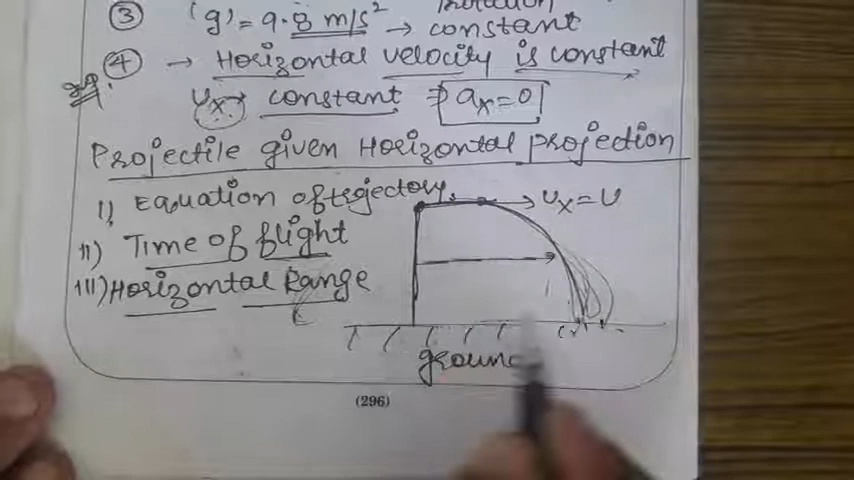 ③ 'g' = 9.8 m/s² → constant
④ → Horizontal velocity is constant
Ux → constant ⇒ ax=0
Projectile given Horizontal projection
i) Equation of trajectory.
Ux = U
ii) Time of flight
iii) Horizontal Range
ground
(296)